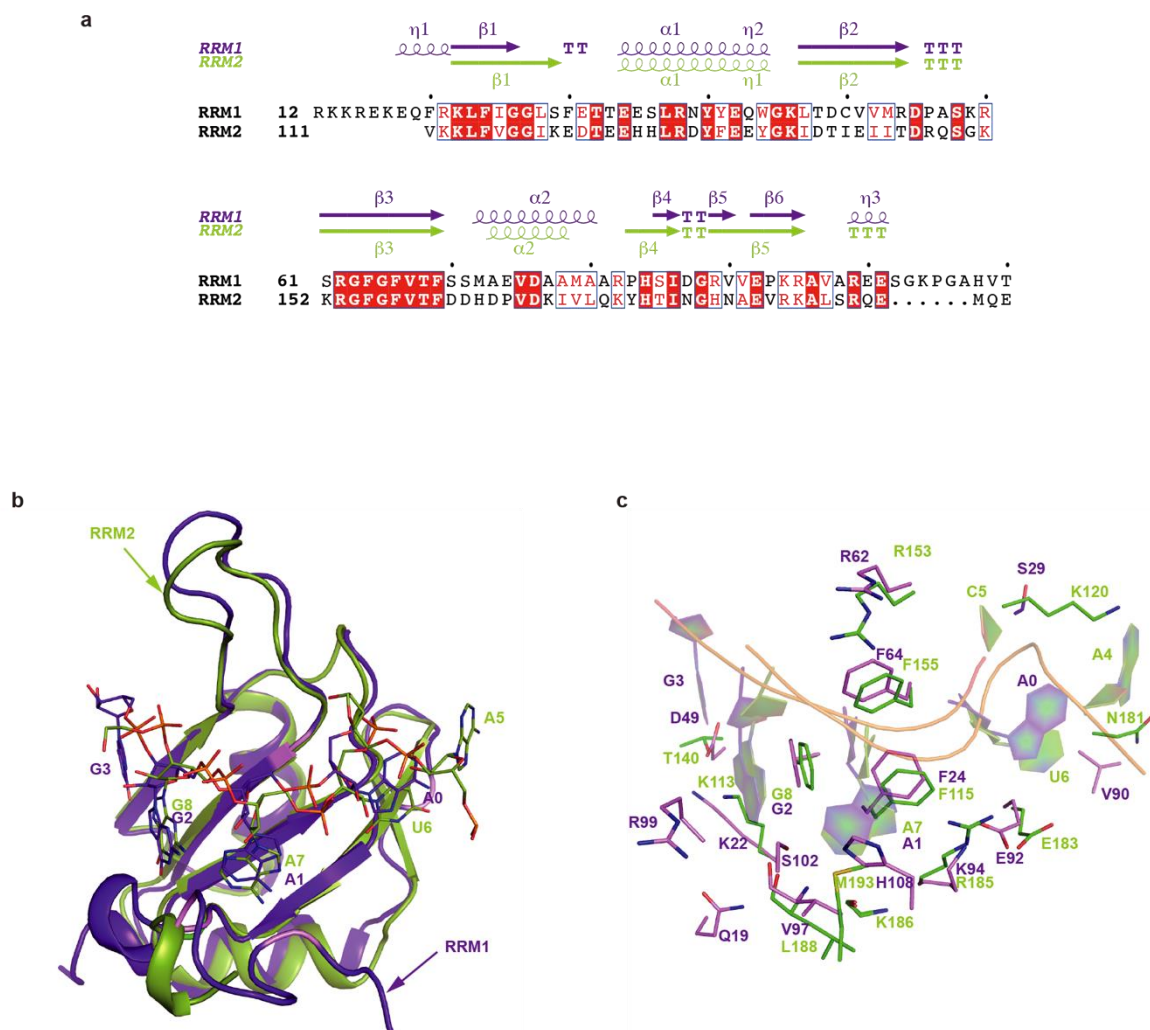 a
η1 β1 α1 η2 β2
RRM1 TT TTT
RRM2 TTT
β1 α1 η1 β2
RRM1 12 RKKREKEQFRKLFIGGLSFETTEESLRNYYEQWGKLTDCVVMRDPASKR
RRM2 111 VKKLFVGGIKEDTEEHHLRDYFEEYGKIDTIEIITDRQSGK
β3 α2 β4 β5 β6 η3
RRM1 TT
RRM2 TT TTT
β3 α2 β4 β5
RRM1 61 SRGFGFVTFSSMAEVDAAMAARPHSIDGRVVEPKRAVAREESGKPGAHVT
RRM2 152 KRGFGFVTFDDHDPVDKIVLQKYHTINGHNAEVRKALSRQE......MQE
b
RRM2
A5
G3
A0
G8
G2
U6
A7
A1
RRM1
c
R62 R153
S29
C5 K120
F64
F155
G3 A0 A4
D49 N181
T140
K113 F24 U6
G8 F115
G2 V90
R99 A7
K22 A1 E92 E183
S102 K94
M193 H108 R185
Q19 V97 K186
L188